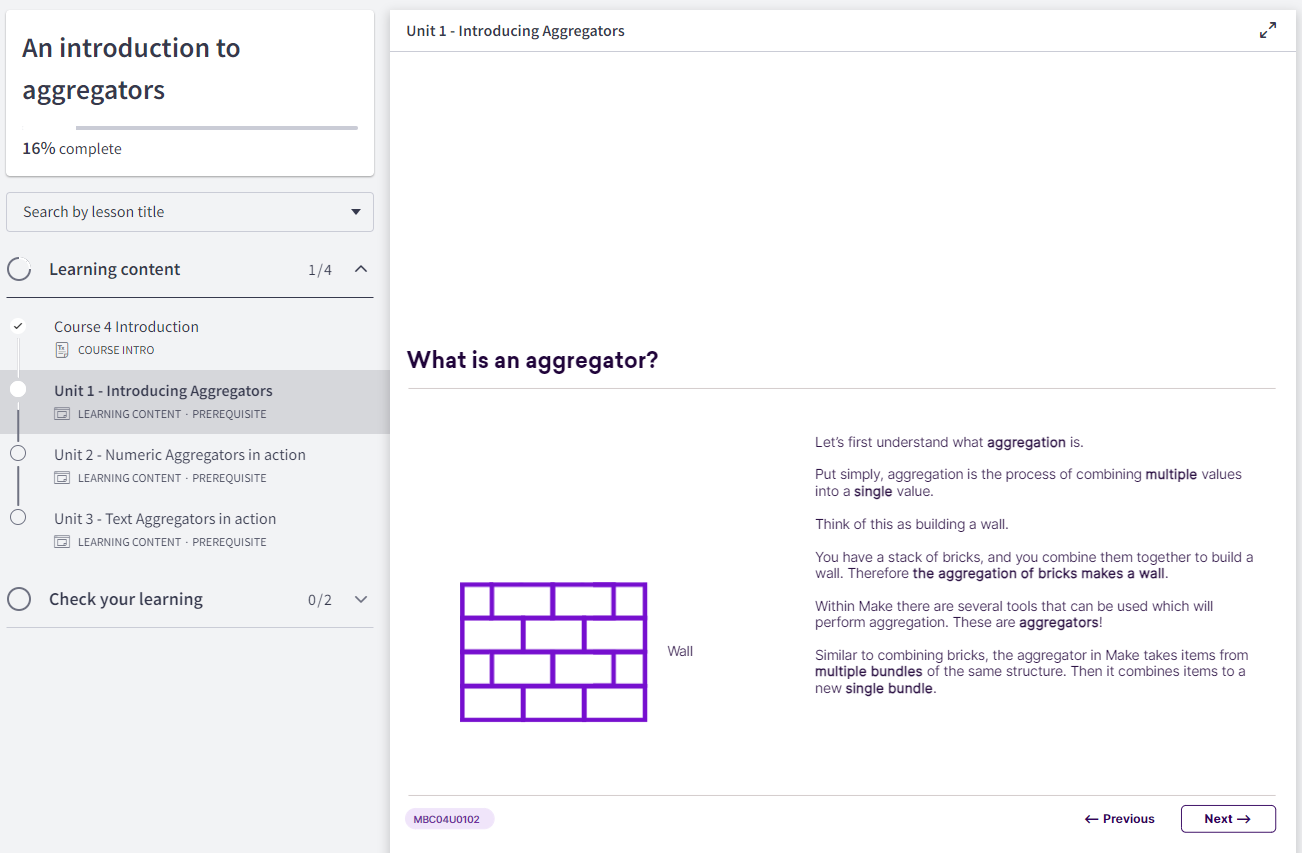 An introduction to
aggregators
16% complete
Search by lesson title
Learning content 1/4
Course 4 Introduction
COURSE INTRO
Unit 1 - Introducing Aggregators
LEARNING CONTENT · PREREQUISITE
Unit 2 - Numeric Aggregators in action
LEARNING CONTENT · PREREQUISITE
Unit 3 - Text Aggregators in action
LEARNING CONTENT · PREREQUISITE
Check your learning 0/2
Unit 1 - Introducing Aggregators
What is an aggregator?
Wall
Let's first understand what aggregation is.
Put simply, aggregation is the process of combining multiple values
into a single value.
Think of this as building a wall.
You have a stack of bricks, and you combine them together to build a
wall. Therefore the aggregation of bricks makes a wall.
Within Make there are several tools that can be used which will
perform aggregation. These are aggregators!
Similar to combining bricks, the aggregator in Make takes items from
multiple bundles of the same structure. Then it combines items to a
new single bundle.
MBC04U0102
← Previous
Next →